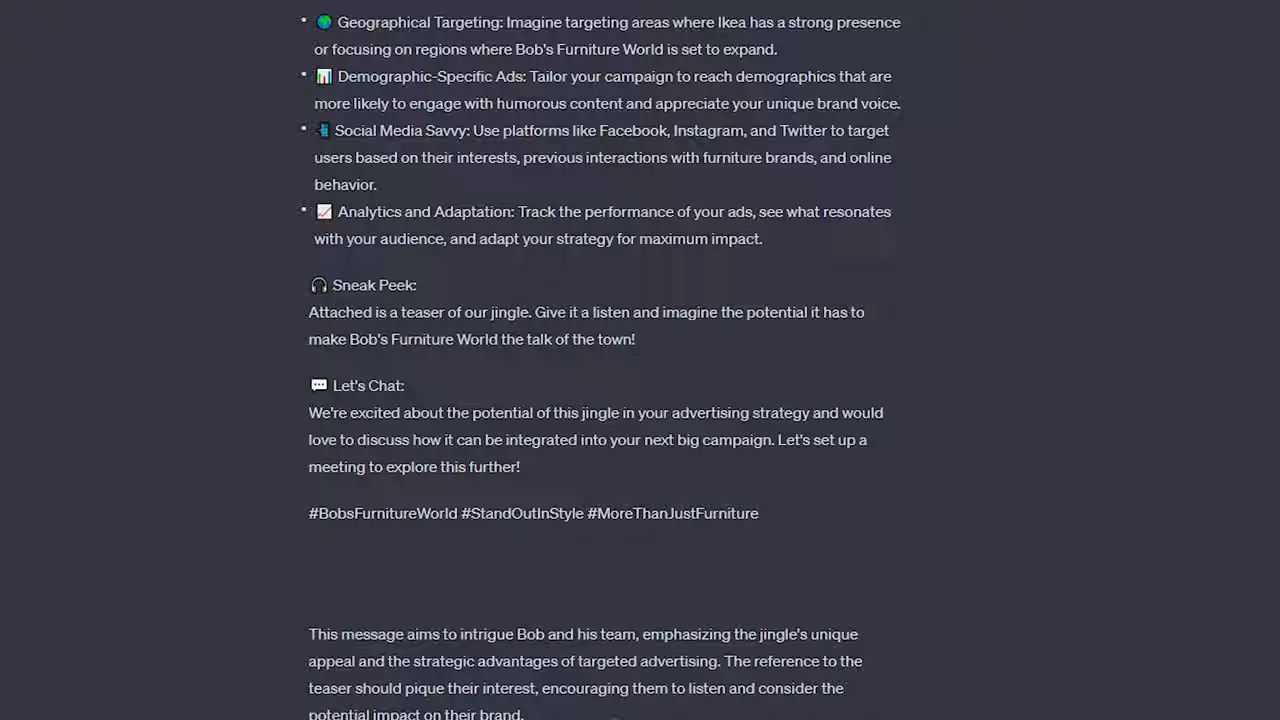 • 🌍 Geographical Targeting: Imagine targeting areas where Ikea has a strong presence
or focusing on regions where Bob's Furniture World is set to expand.
• 📊 Demographic-Specific Ads: Tailor your campaign to reach demographics that are
more likely to engage with humorous content and appreciate your unique brand voice.
• 📲 Social Media Savvy: Use platforms like Facebook, Instagram, and Twitter to target
users based on their interests, previous interactions with furniture brands, and online
behavior.
• 📈 Analytics and Adaptation: Track the performance of your ads, see what resonates
with your audience, and adapt your strategy for maximum impact.
🎧 Sneak Peek:
Attached is a teaser of our jingle. Give it a listen and imagine the potential it has to
make Bob's Furniture World the talk of the town!
💬 Let's Chat:
We're excited about the potential of this jingle in your advertising strategy and would
love to discuss how it can be integrated into your next big campaign. Let's set up a
meeting to explore this further!
#BobsFurnitureWorld #StandOutInStyle #MoreThanJustFurniture
This message aims to intrigue Bob and his team, emphasizing the jingle's unique
appeal and the strategic advantages of targeted advertising. The reference to the
teaser should pique their interest, encouraging them to listen and consider the
potential impact on their brand.